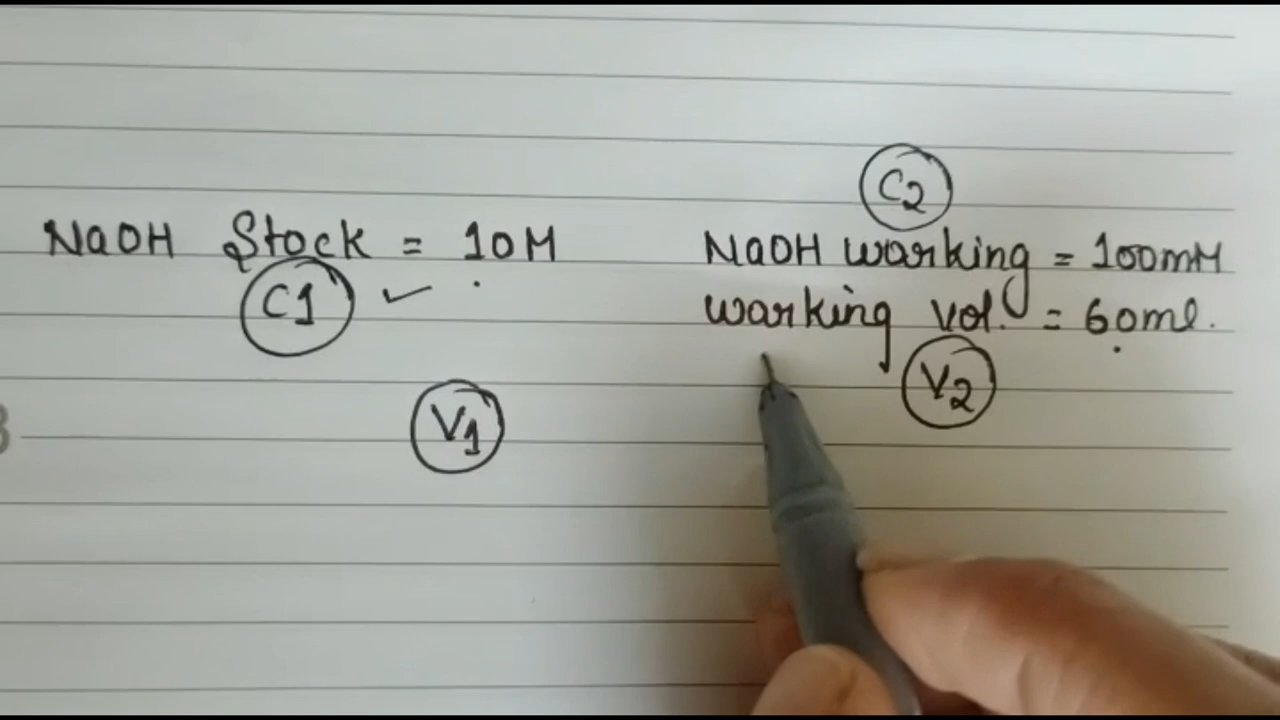 NaOH Stock = 10M
C1
V1
C2
NaOH warking = 100mM
warking vol. = 60ml.
V2